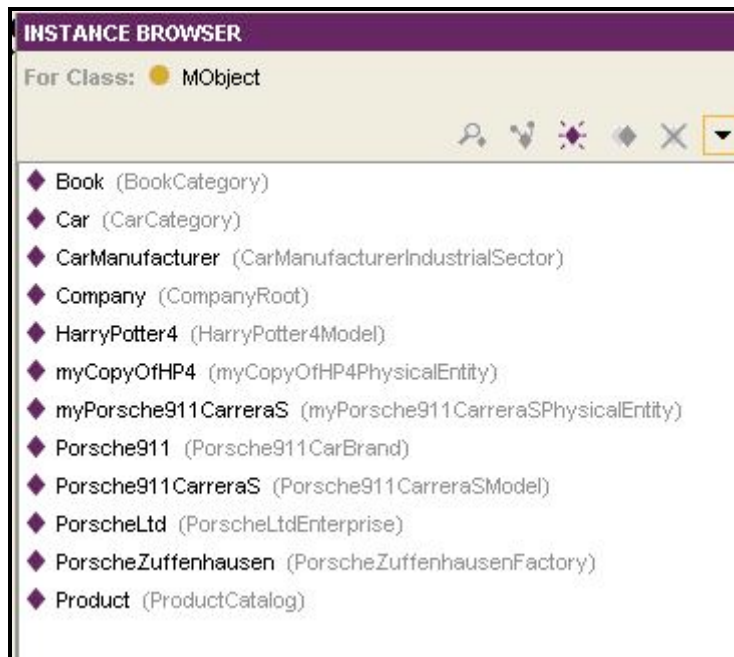 INSTANCE BROWSER
For Class: MObject
Book (BookCategory)
Car (CarCategory)
CarManufacturer (CarManufacturerIndustrialSector)
Company (CompanyRoot)
HarryPotter4 (HarryPotter4Model)
myCopyOfHP4 (myCopyOfHP4PhysicalEntity)
myPorsche911CarreraS (myPorsche911CarreraSPhysicalEntity)
Porsche911 (Porsche911CarBrand)
Porsche911CarreraS (Porsche911CarreraSModel)
PorscheLtd (PorscheLtdEnterprise)
PorscheZuffenhausen (PorscheZuffenhausenFactory)
Product (ProductCatalog)